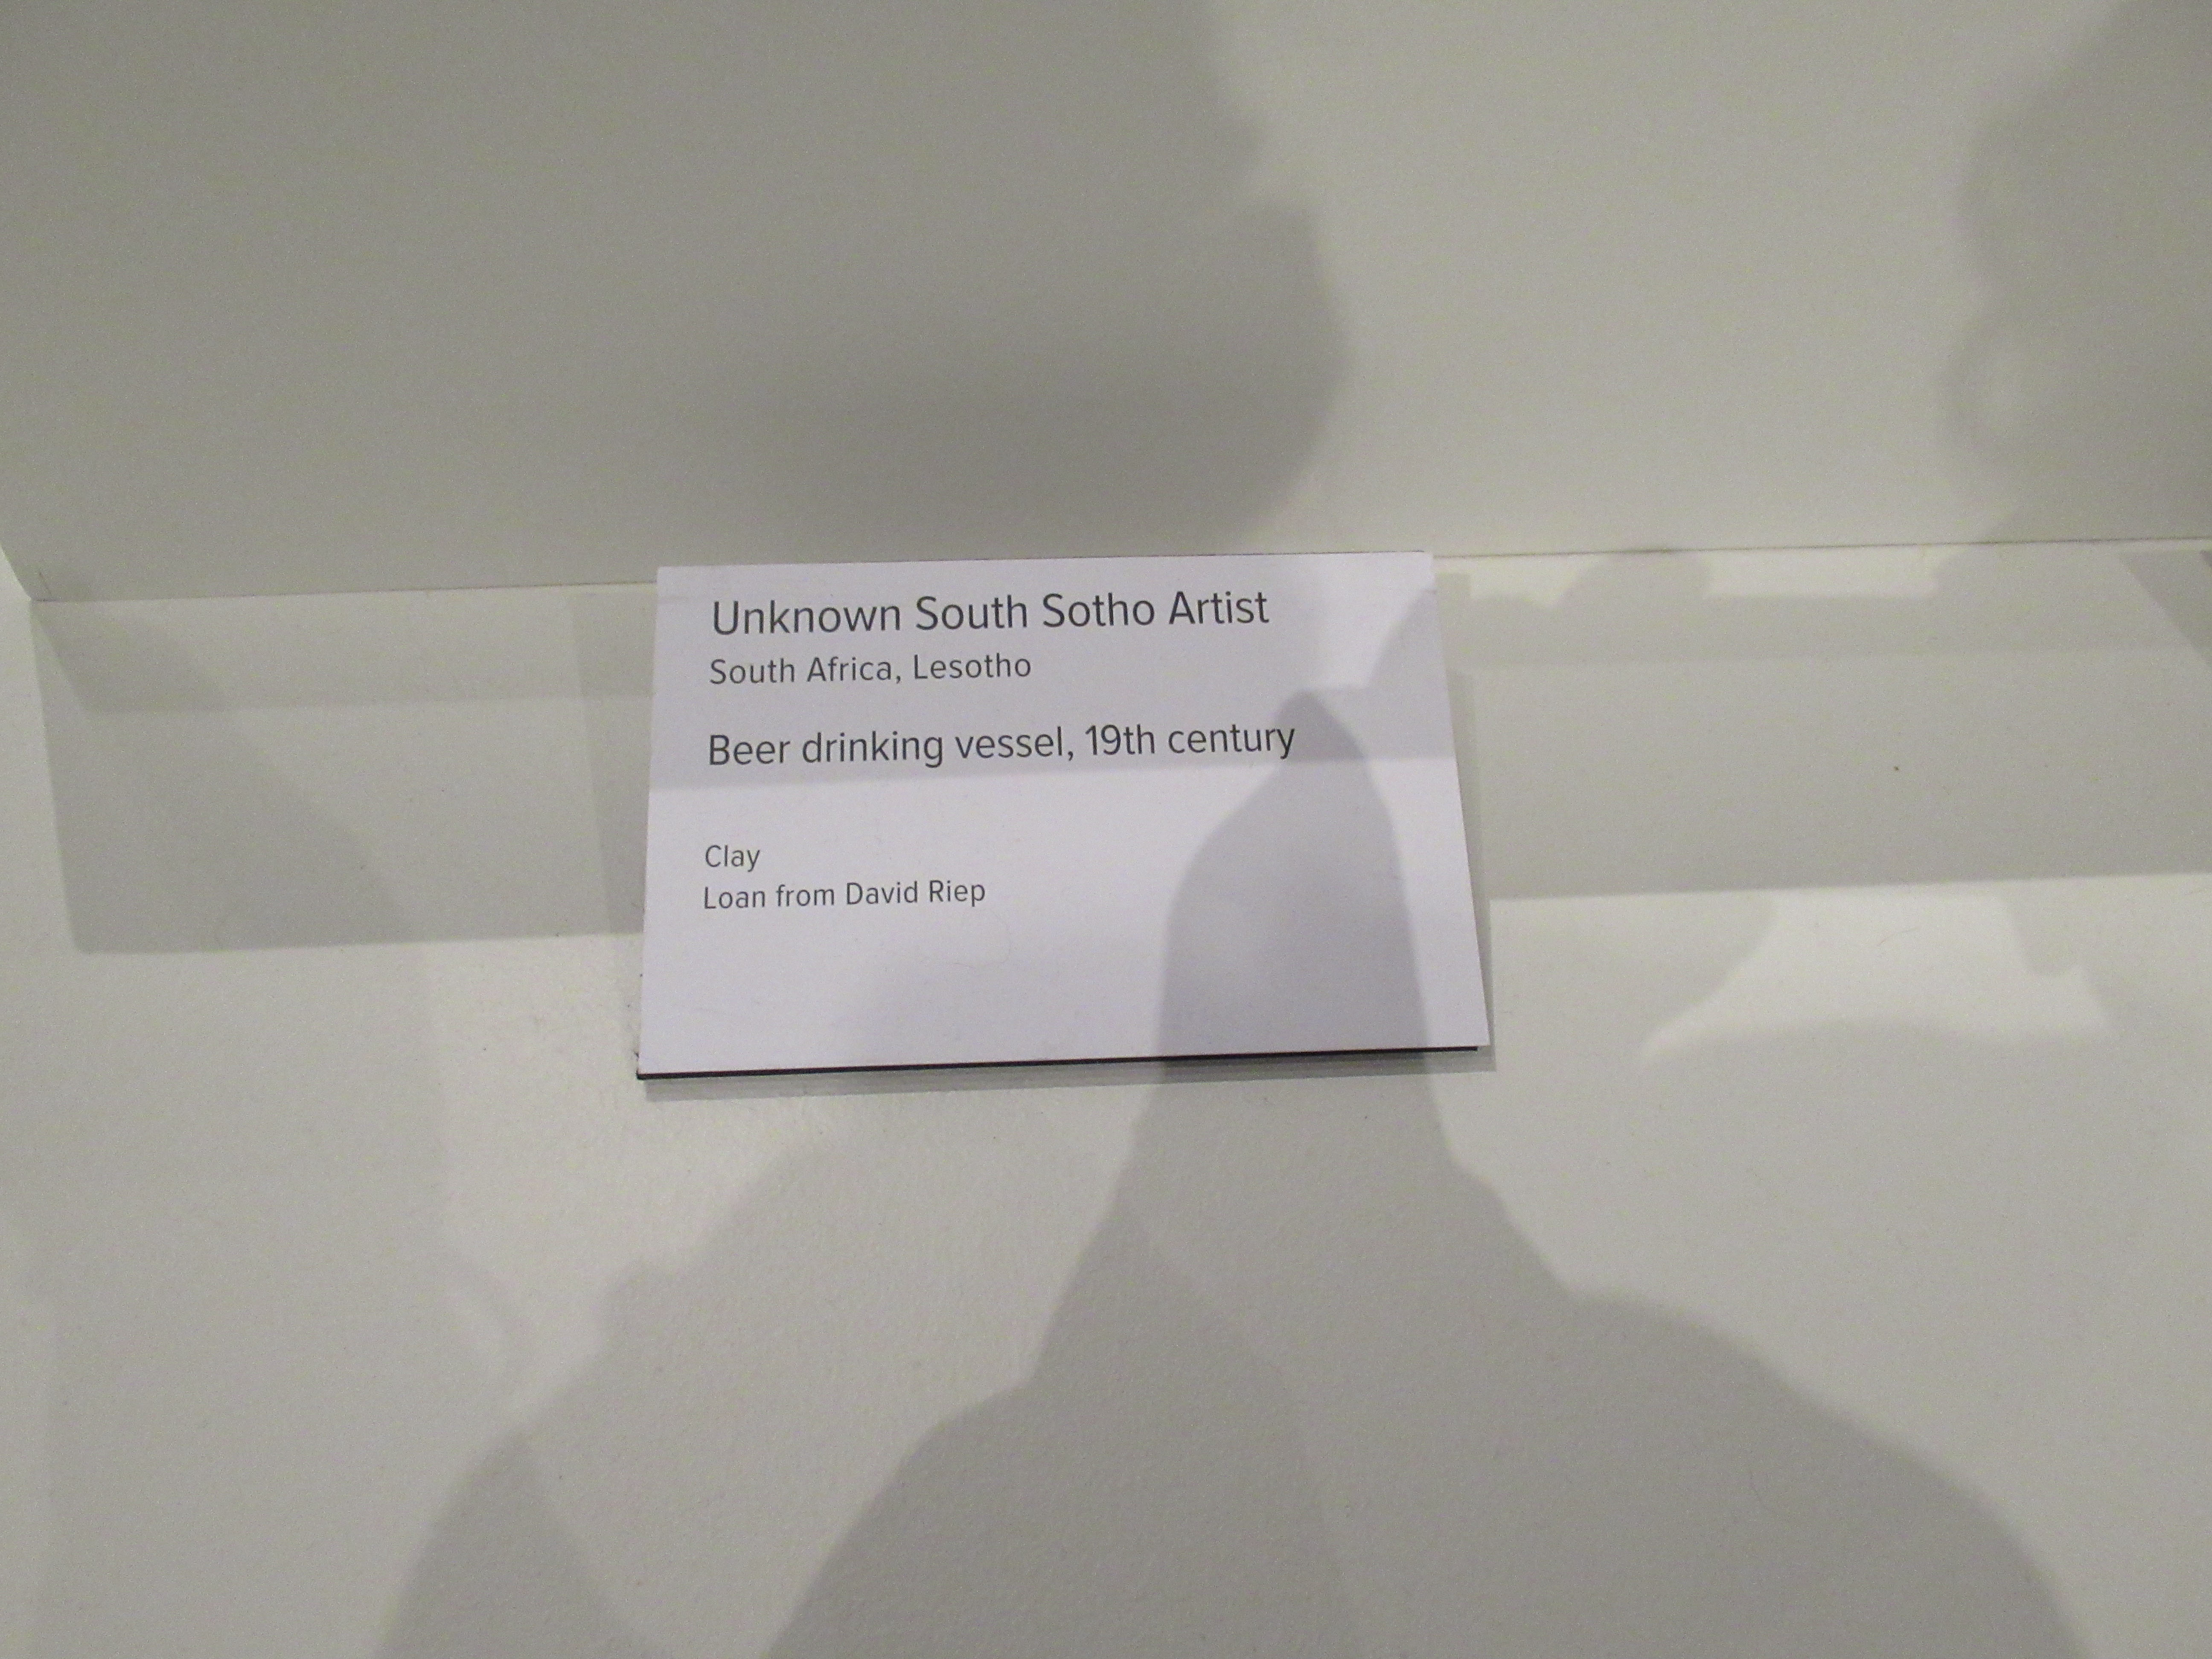 Unknown South Sotho Artist
South Africa, Lesotho
Beer drinking vessel, 19th century
Clay
Loan from David Riep